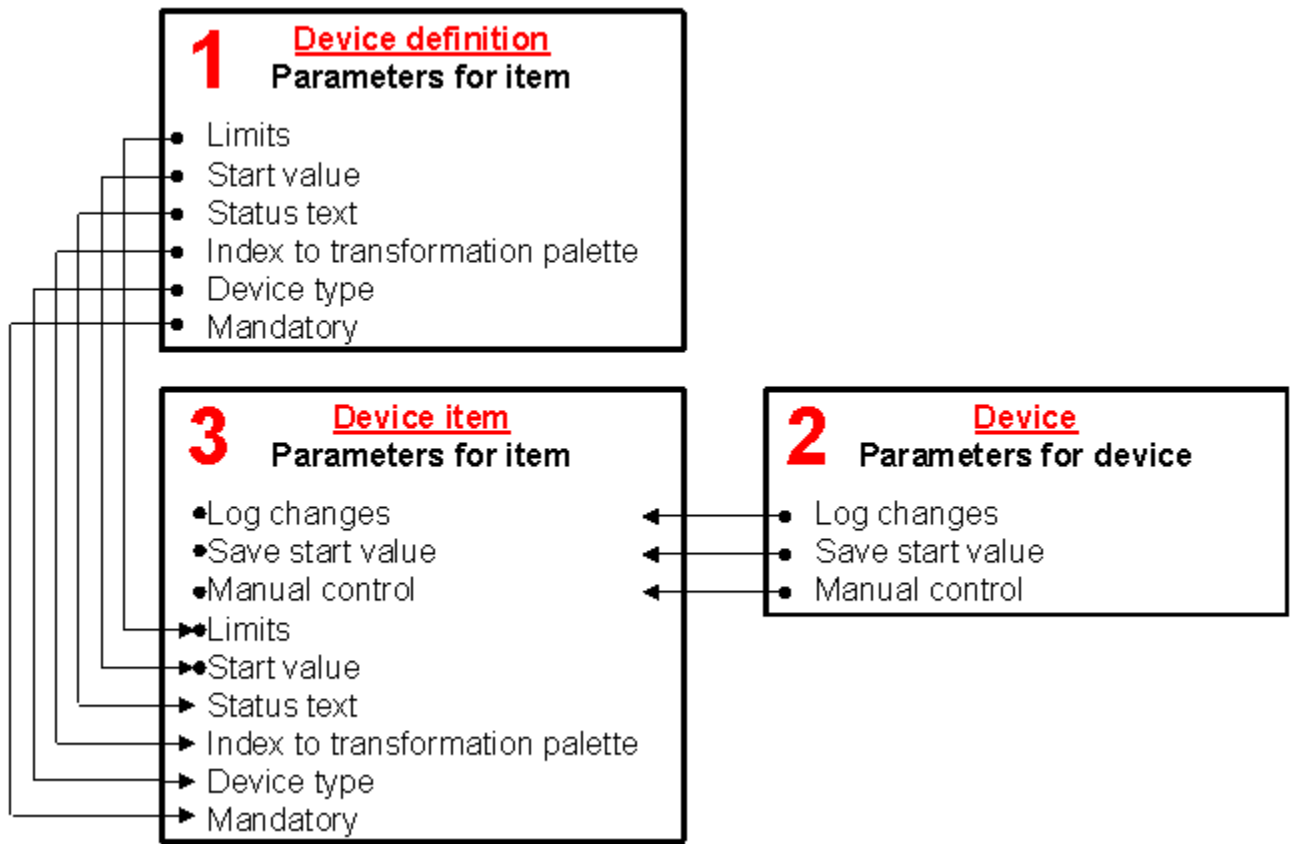 1
Device definition
Parameters for item
Limits
Start value
Status text
Index to transformation palette
Device type
Mandatory
3
Device item
Parameters for item
Log changes
Save start value
Manual control
Limits
Start value
Status text
Index to transformation palette
Device type
Mandatory
2
Device
Parameters for device
Log changes
Save start value
Manual control